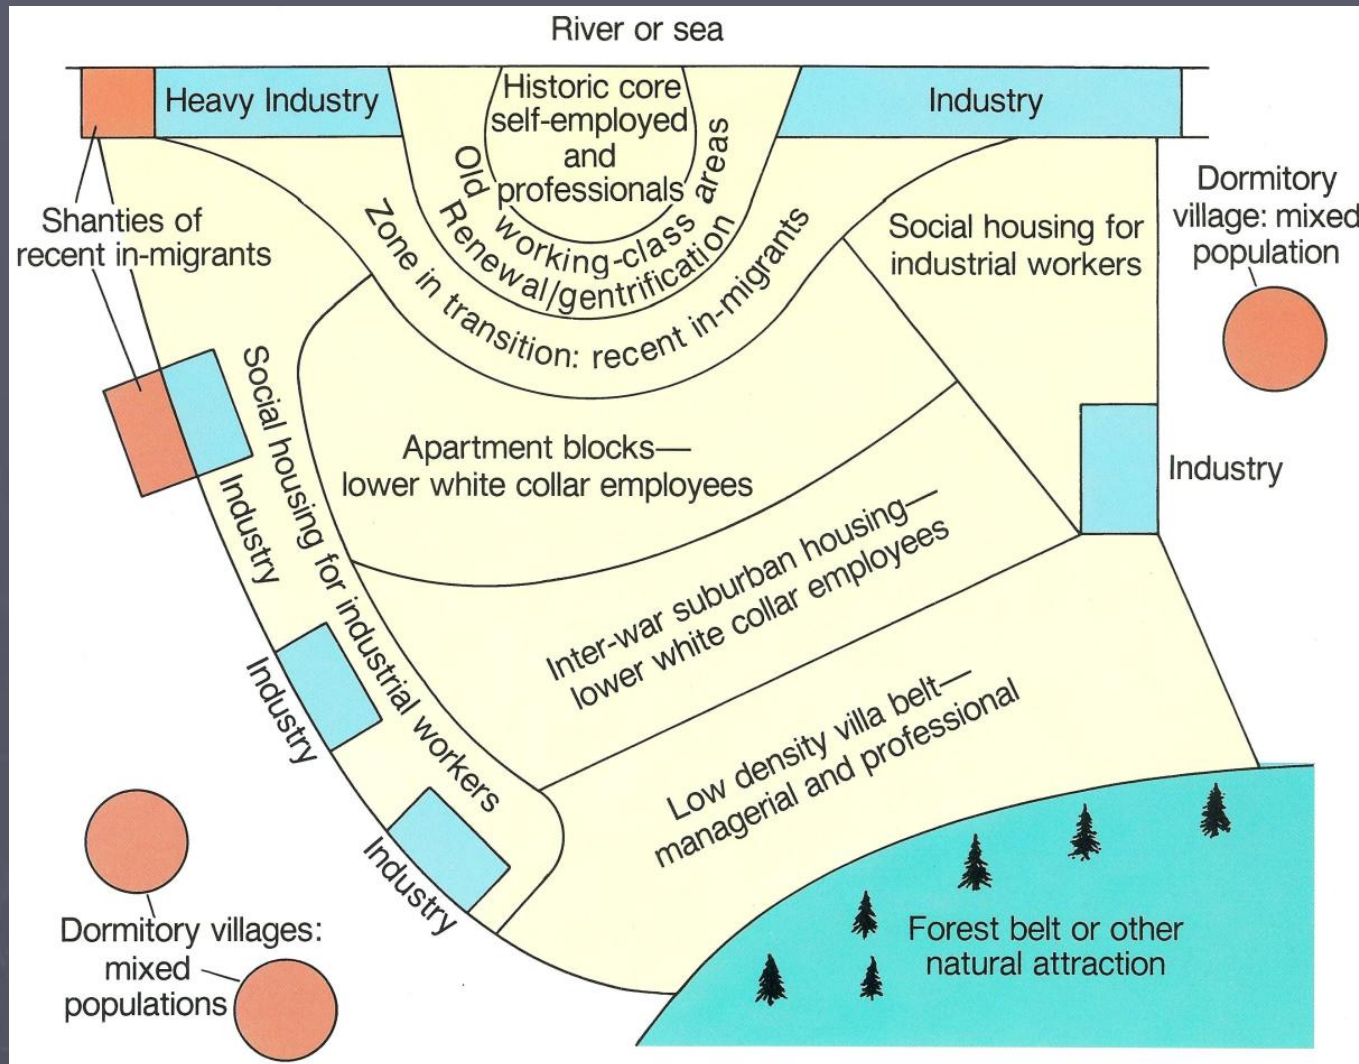 River or sea
Heavy Industry
Historic core
self-employed
and
professionals
Industry
Old working-class areas
Renewal/gentrification
Zone in transition: recent in-migrants
Shanties of
recent in-migrants
Social housing for
industrial workers
Dormitory
village: mixed
population
Social housing for industrial workers
Apartment blocks—
lower white collar employees
Industry
Industry
Inter-war suburban housing—
lower white collar employees
Industry
Low density villa belt—
managerial and professional
Industry
Dormitory villages:
mixed
populations
Forest belt or other
natural attraction